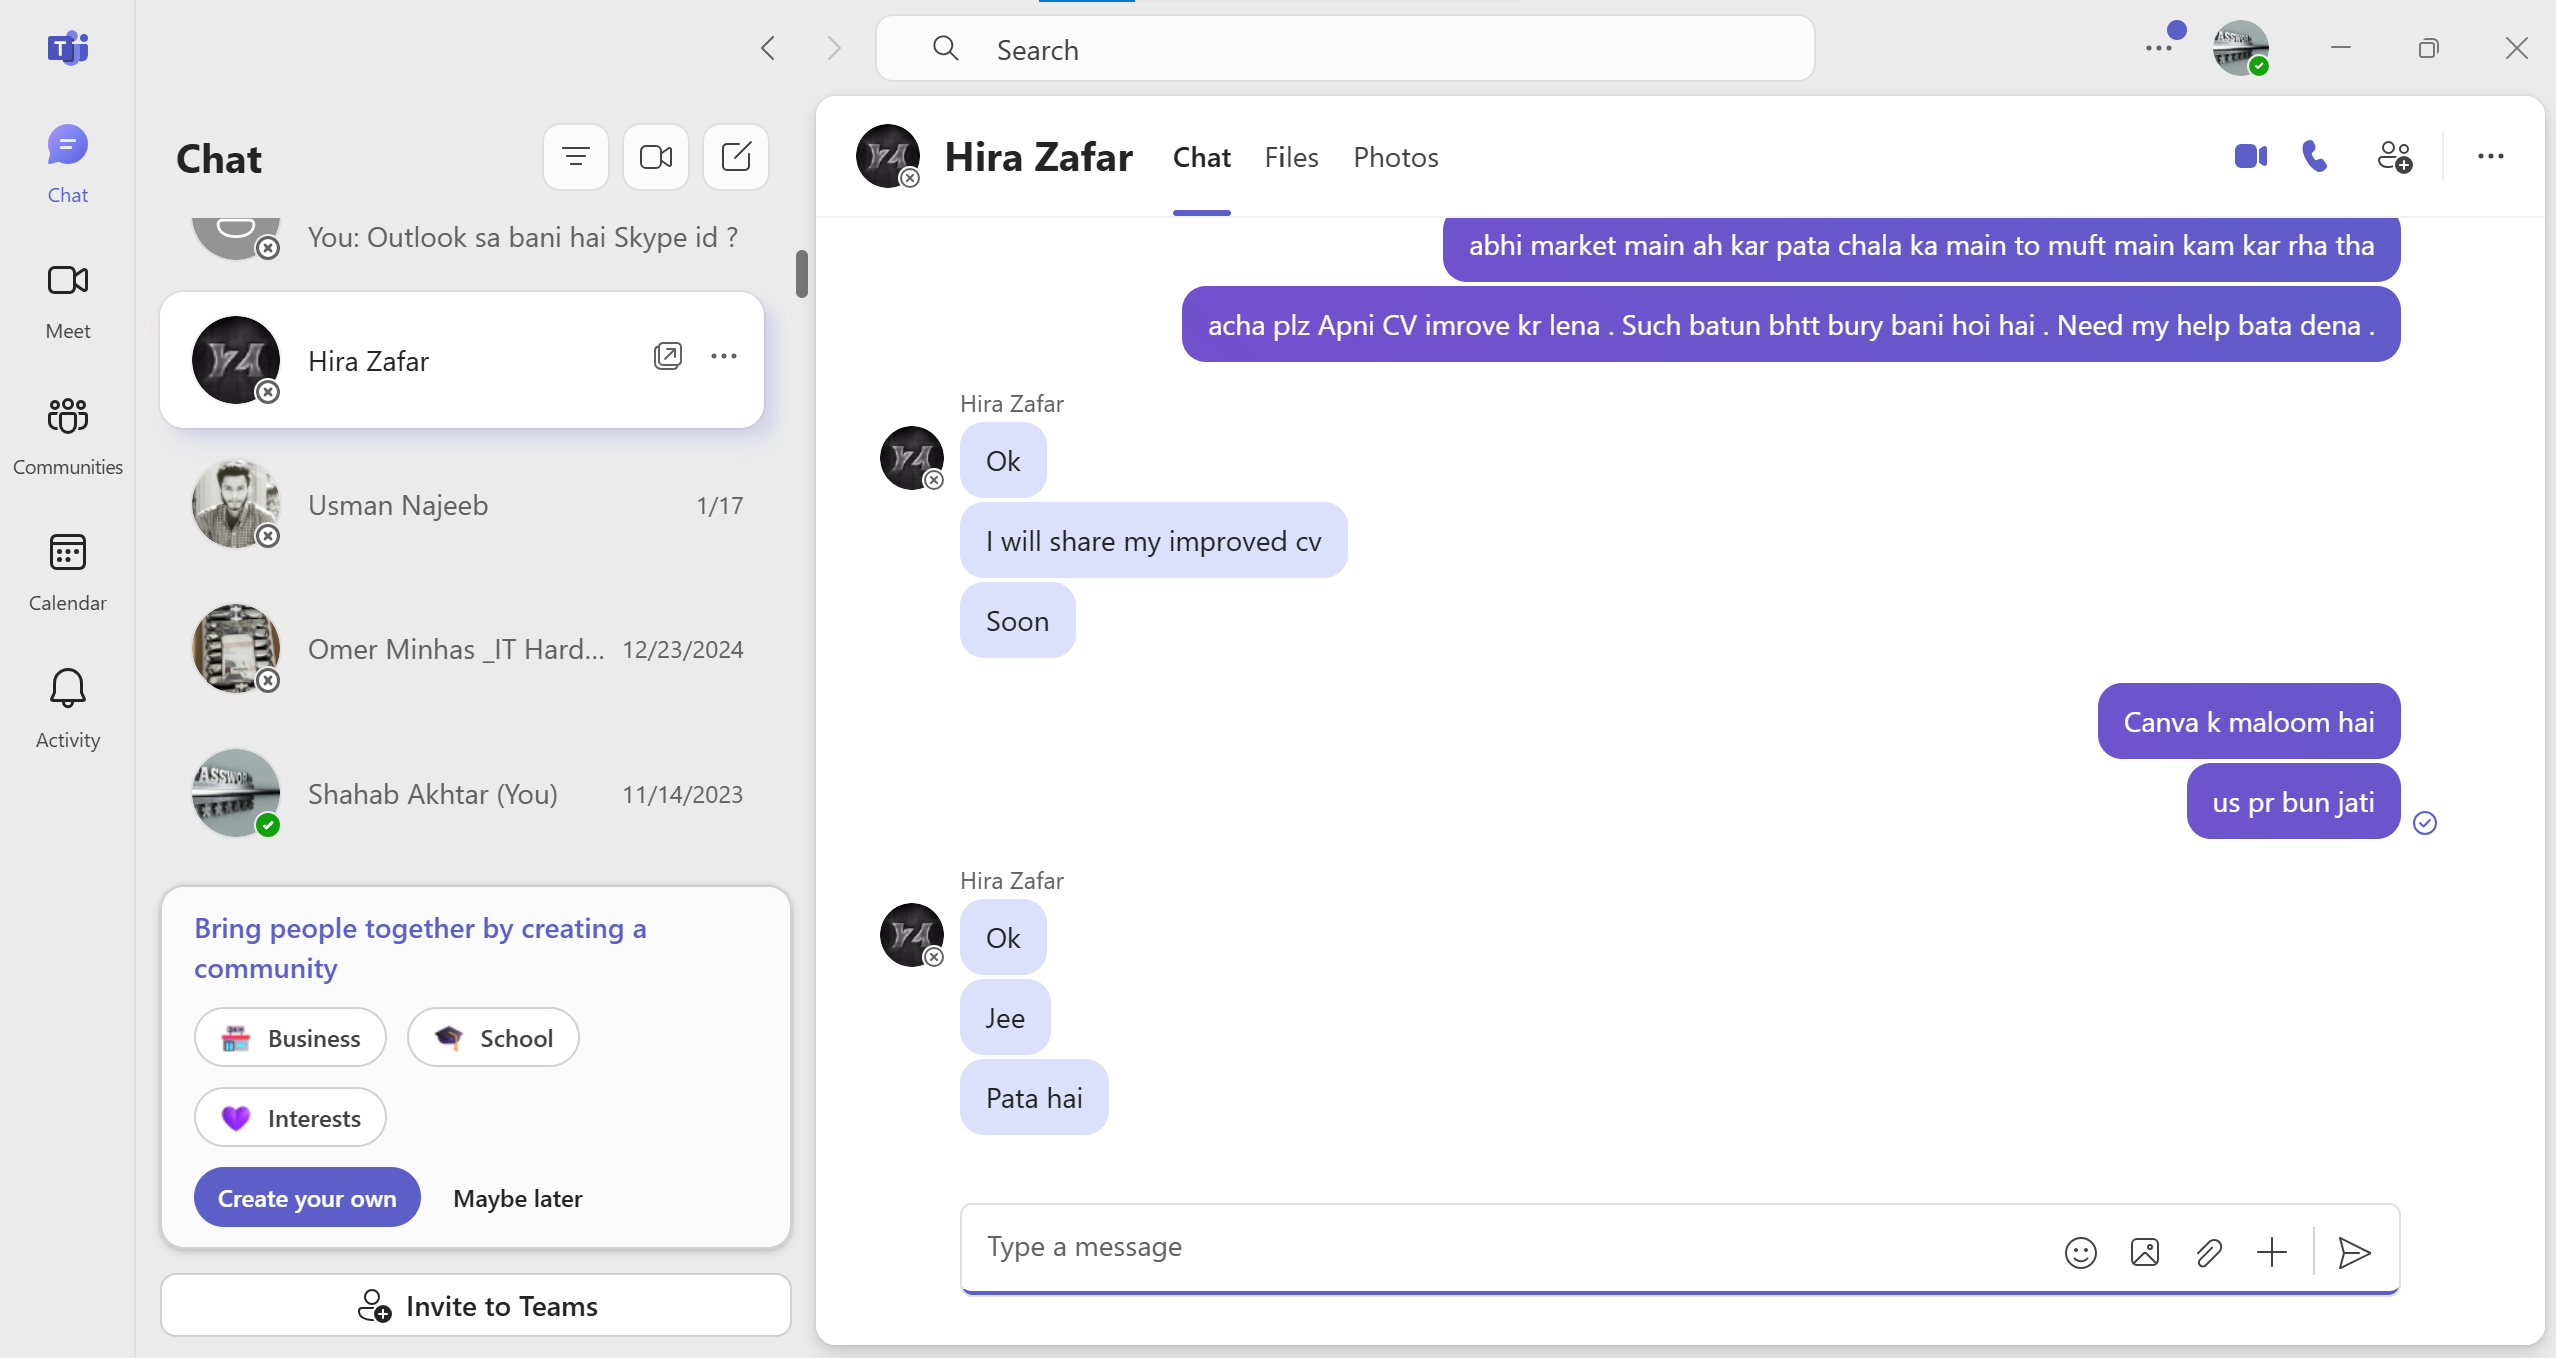 Search
Chat
Meet
Communities
Calendar
Activity
Chat
You: Outlook sa bani hai Skype id ?
Hira Zafar
Usman Najeeb 1/17
Omer Minhas _IT Hard... 12/23/2024
Shahab Akhtar (You) 11/14/2023
Bring people together by creating a
community
Business School
Interests
Create your own Maybe later
Invite to Teams
Hira Zafar Chat Files Photos
abhi market main ah kar pata chala ka main to muft main kam kar rha tha
acha plz Apni CV imrove kr lena . Such batun bhtt bury bani hoi hai . Need my help bata dena .
Hira Zafar
Ok
I will share my improved cv
Soon
Canva k maloom hai
us pr bun jati
Hira Zafar
Ok
Jee
Pata hai
Type a message